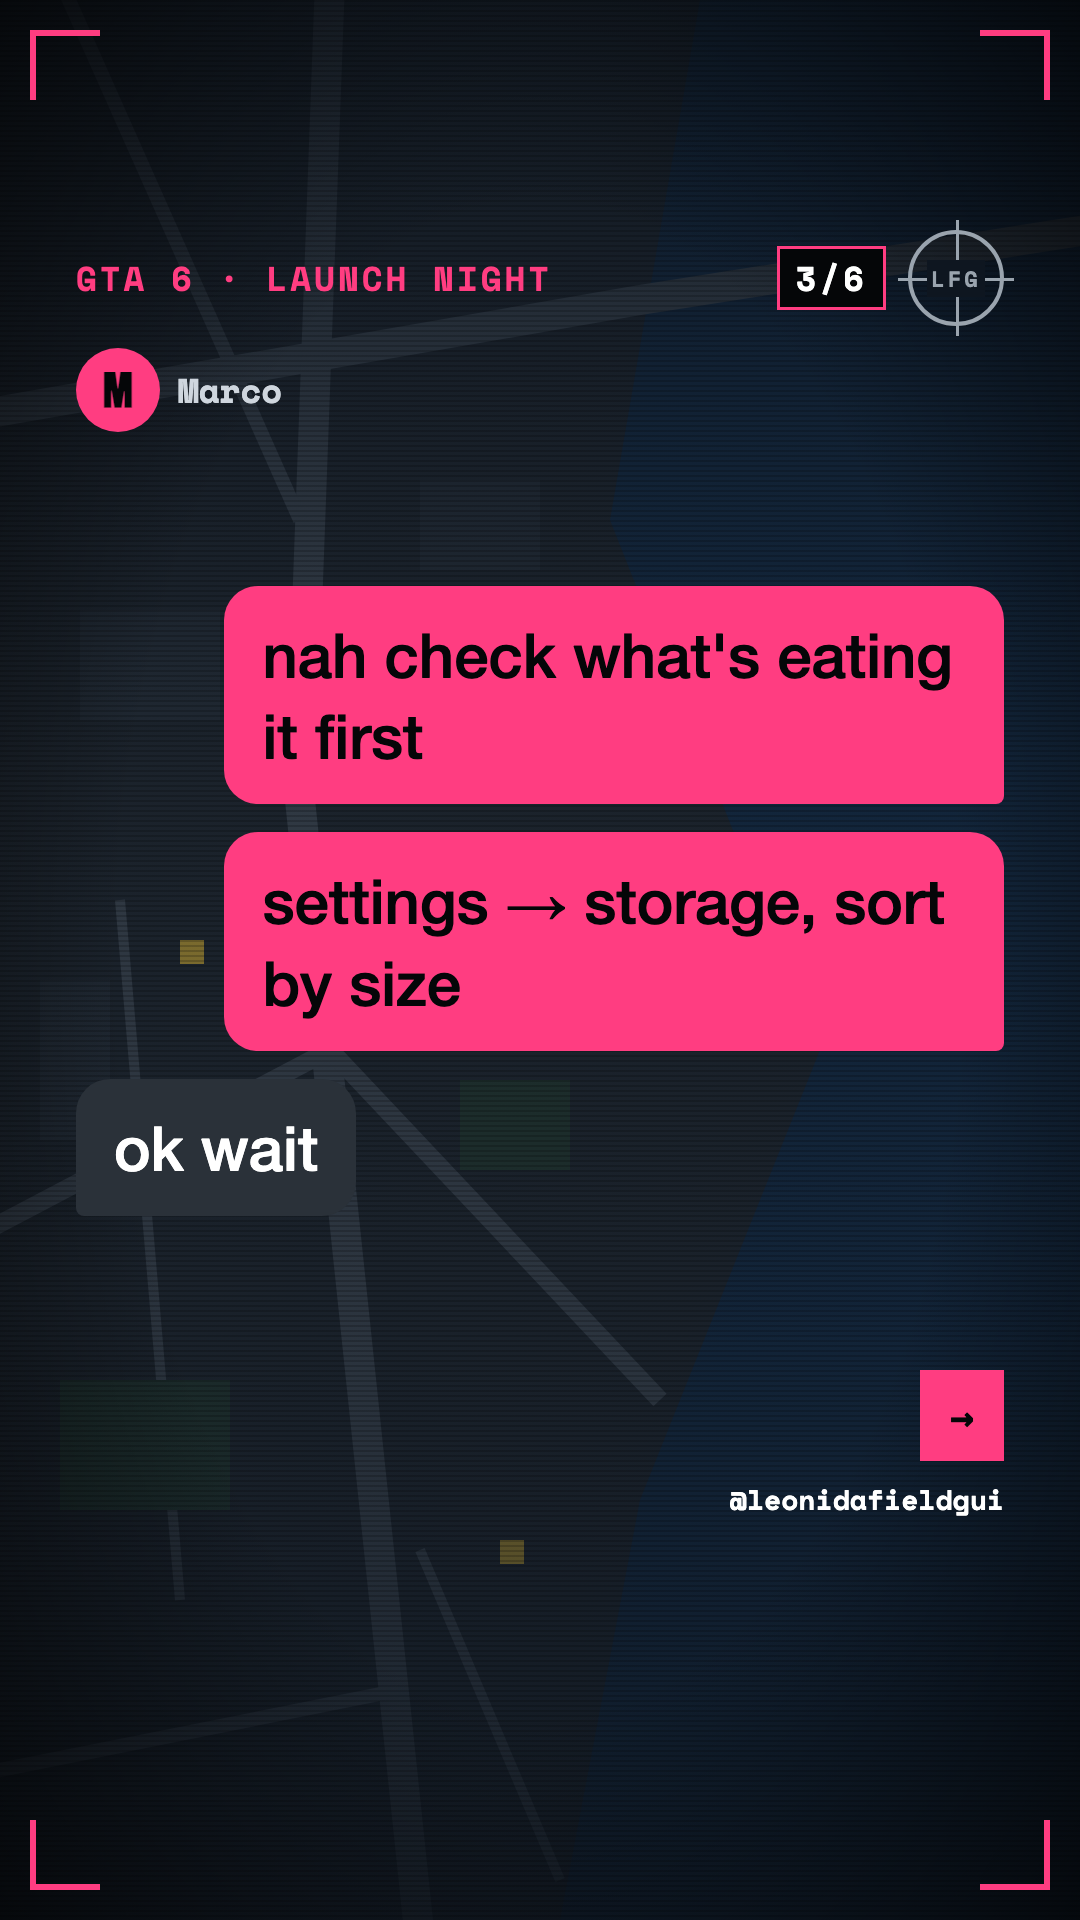 GTA 6 · LAUNCH NIGHT
3/6
LFG
M
Marco
nah check what's eating
it first
settings → storage, sort
by size
ok wait
→
@leonidafieldgui